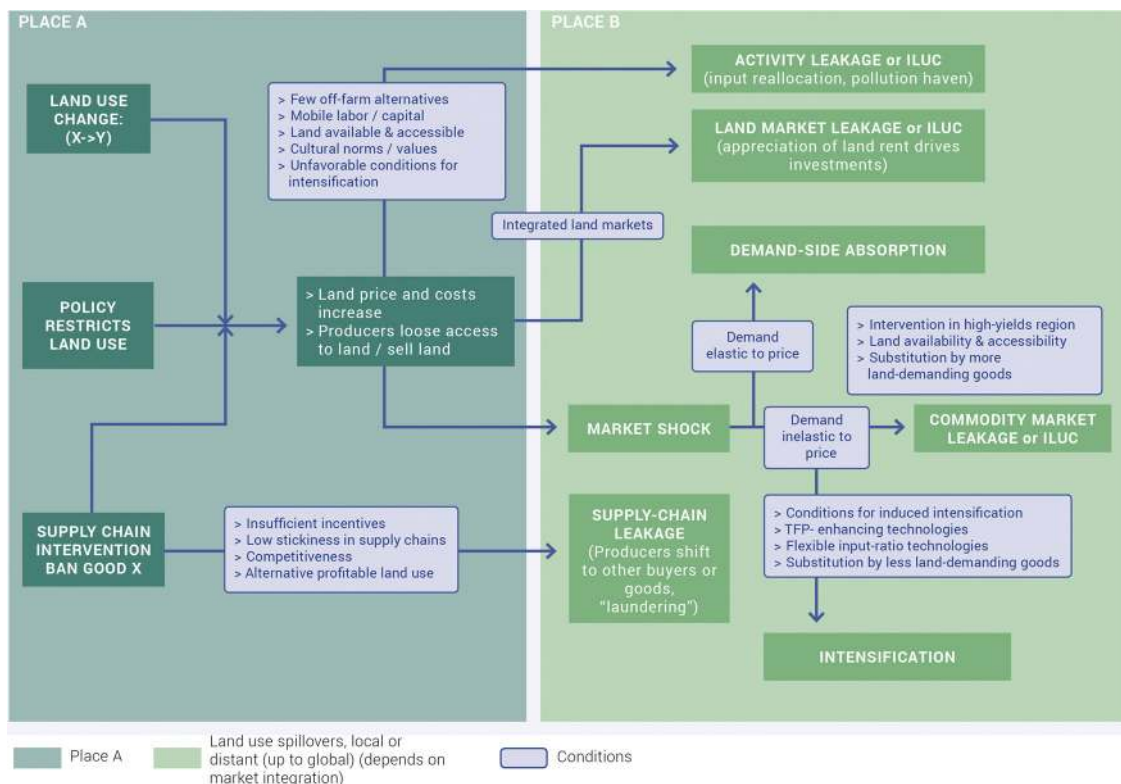 PLACE A
LAND USE
CHANGE:
(X->Y)
POLICY
RESTRICTS
LAND USE
SUPPLY CHAIN
INTERVENTION
BAN GOOD X
> Few off-farm alternatives
> Mobile labor / capital
> Land available & accessible
> Cultural norms / values
> Unfavorable conditions for
intensification
> Land price and costs
increase
> Producers loose access
to land / sell land
> Insufficient incentives
> Low stickiness in supply chains
> Competitiveness
> Alternative profitable land use
Integrated land markets
PLACE B
ACTIVITY LEAKAGE or ILUC
(input reallocation, pollution haven)
LAND MARKET LEAKAGE or ILUC
(appreciation of land rent drives
investments)
DEMAND-SIDE ABSORPTION
Demand
elastic to price
> Intervention in high-yields region
> Land availability & accessibility
> Substitution by more
land-demanding goods
MARKET SHOCK
Demand
inelastic to
price
COMMODITY MARKET
LEAKAGE or ILUC
SUPPLY-CHAIN
LEAKAGE
(Producers shift
to other buyers or
goods,
“laundering”)
> Conditions for induced intensification
> TFP- enhancing technologies
> Flexible input-ratio technologies
> Substitution by less land-demanding goods
INTENSIFICATION
Place A
Land use spillovers, local or
distant (up to global) (depends on
market integration)
Conditions